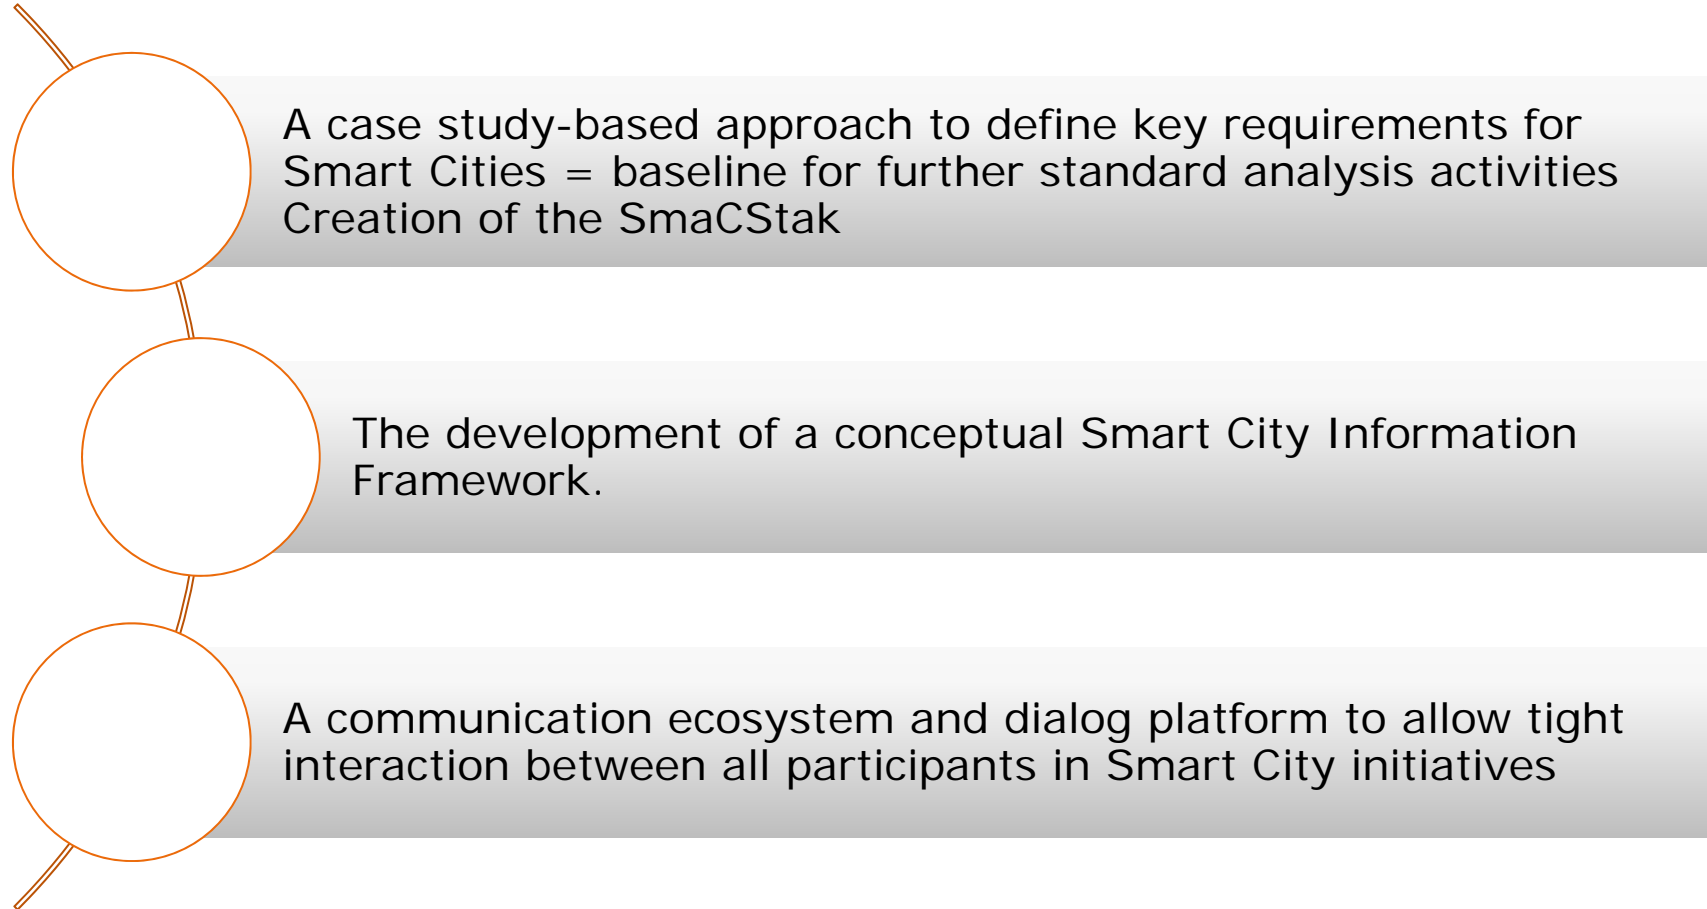 A case study-based approach to define key requirements for
Smart Cities = baseline for further standard analysis activities
Creation of the SmaCStak
The development of a conceptual Smart City Information
Framework.
A communication ecosystem and dialog platform to allow tight
interaction between all participants in Smart City initiatives